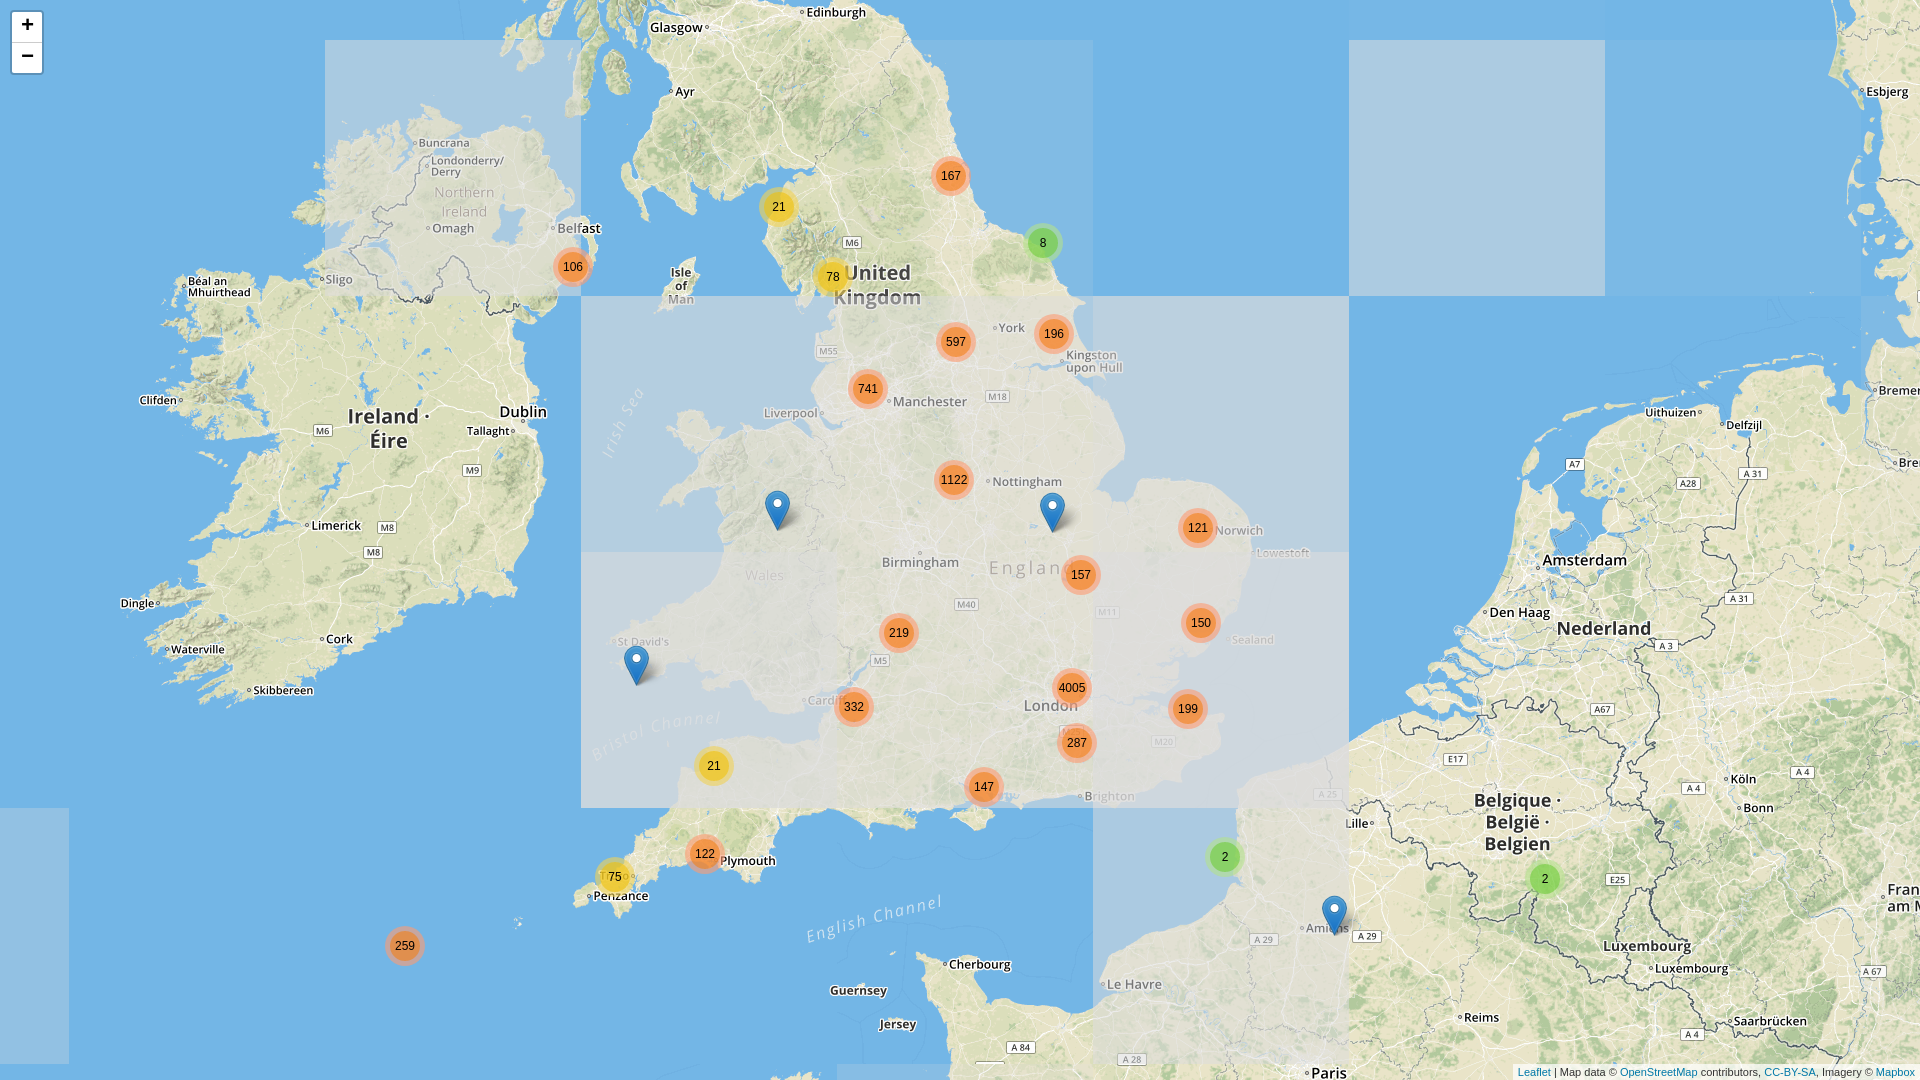 +
−
Edinburgh
Glasgow
Ayr
Esbjerg
Buncrana
Londonderry/
Derry
Northern
Ireland
Omagh
Belfast
167
21
M6
8
106
78
United
Kingdom
Isle
of
Man
Sligo
Béal an
Mhuirthead
York
196
597
M55
Kingston
upon Hull
741
Manchester
M18
Liverpool
Irish Sea
Clifden
Ireland ·
Éire
M6
Dublin
Tallaght
M9
Uithuizen
Delfzijl
A7
A 31
A28
1122
Nottingham
121
Norwich
Lowestoft
Limerick
M8
M8
Birmingham
Wales
157
Amsterdam
Dingle
M40
M11
A 31
Den Haag
Nederland
219
150
Sealand
St David's
Cork
Waterville
M5
A 3
Skibbereen
4005
London
Cardiff
332
199
A67
287
M20
Bristol Channel
E17
21
147
Brighton
A 25
Köln
A 4
A 4
Bonn
Belgique ·
België ·
Belgien
Lille
122
Plymouth
2
75
Penzance
2
E25
English Channel
259
Amiens
A 29
A 29
Luxembourg
Luxembourg
A 67
Cherbourg
Le Havre
Guernsey
Jersey
Reims
Saarbrücken
A 84
A 4
A 28
Paris
Leaflet | Map data © OpenStreetMap contributors, CC-BY-SA, Imagery © Mapbox